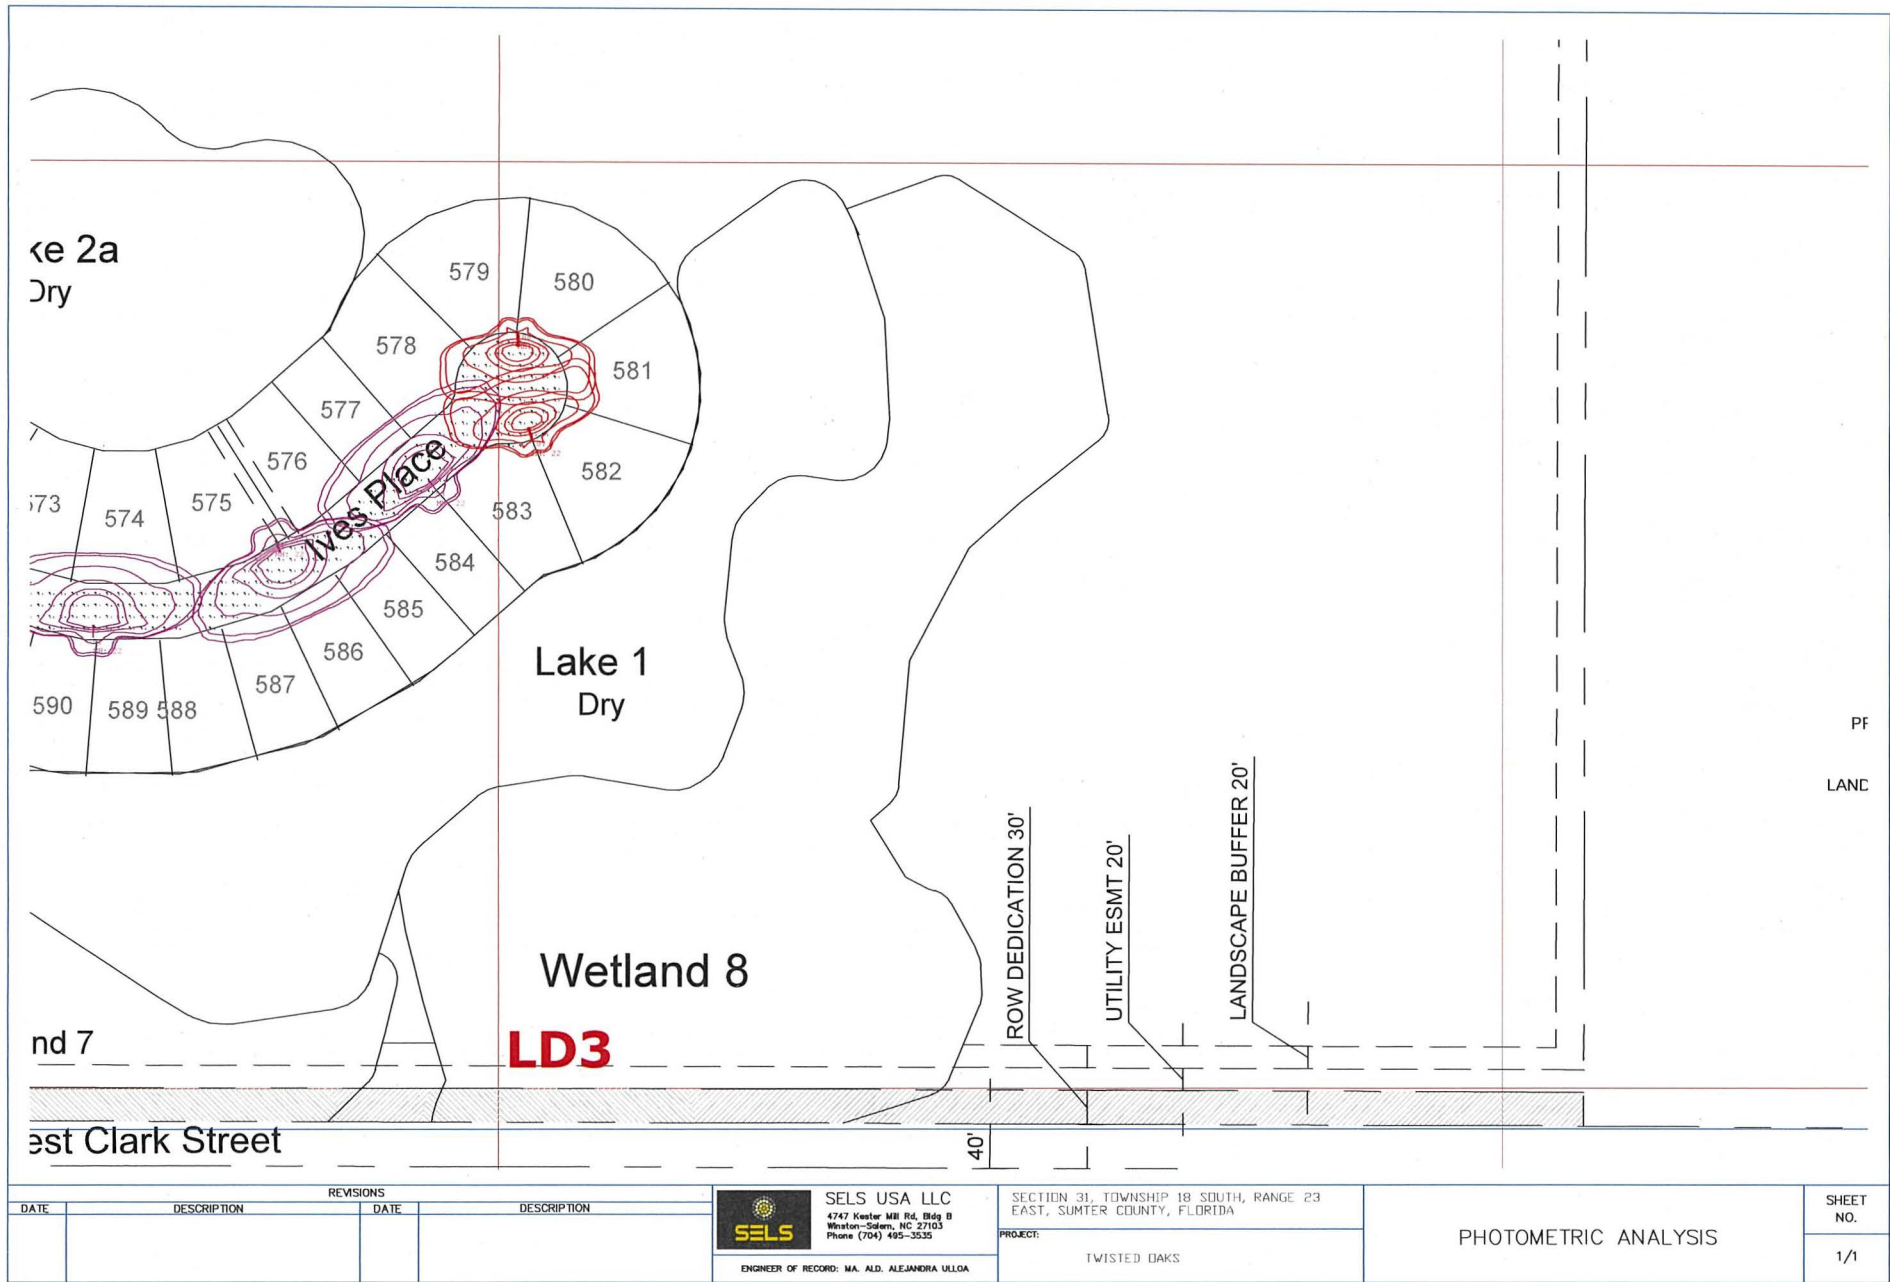 ke 2a
Dry
579
580
578
581
577
576
582
575
573
574
583
Ives Place
584
585
586
587
590
589
588
Lake 1
Dry
PF
LAND
ROW DEDICATION 30'
UTILITY ESMT 20'
LANDSCAPE BUFFER 20'
Wetland 8
nd 7
LD3
est Clark Street
40'
REVISIONS
DATE DESCRIPTION DATE DESCRIPTION
SELS
SELS USA LLC
4747 Kester Mill Rd, Bldg B
Winston-Salem, NC 27103
Phone (704) 495-3535
ENGINEER OF RECORD: MA. ALD. ALEJANDRA ULLOA
SECTION 31, TOWNSHIP 18 SOUTH, RANGE 23
EAST, SUMTER COUNTY, FLORIDA
PROJECT:
TWISTED OAKS
PHOTOMETRIC ANALYSIS
SHEET
NO.
1/1